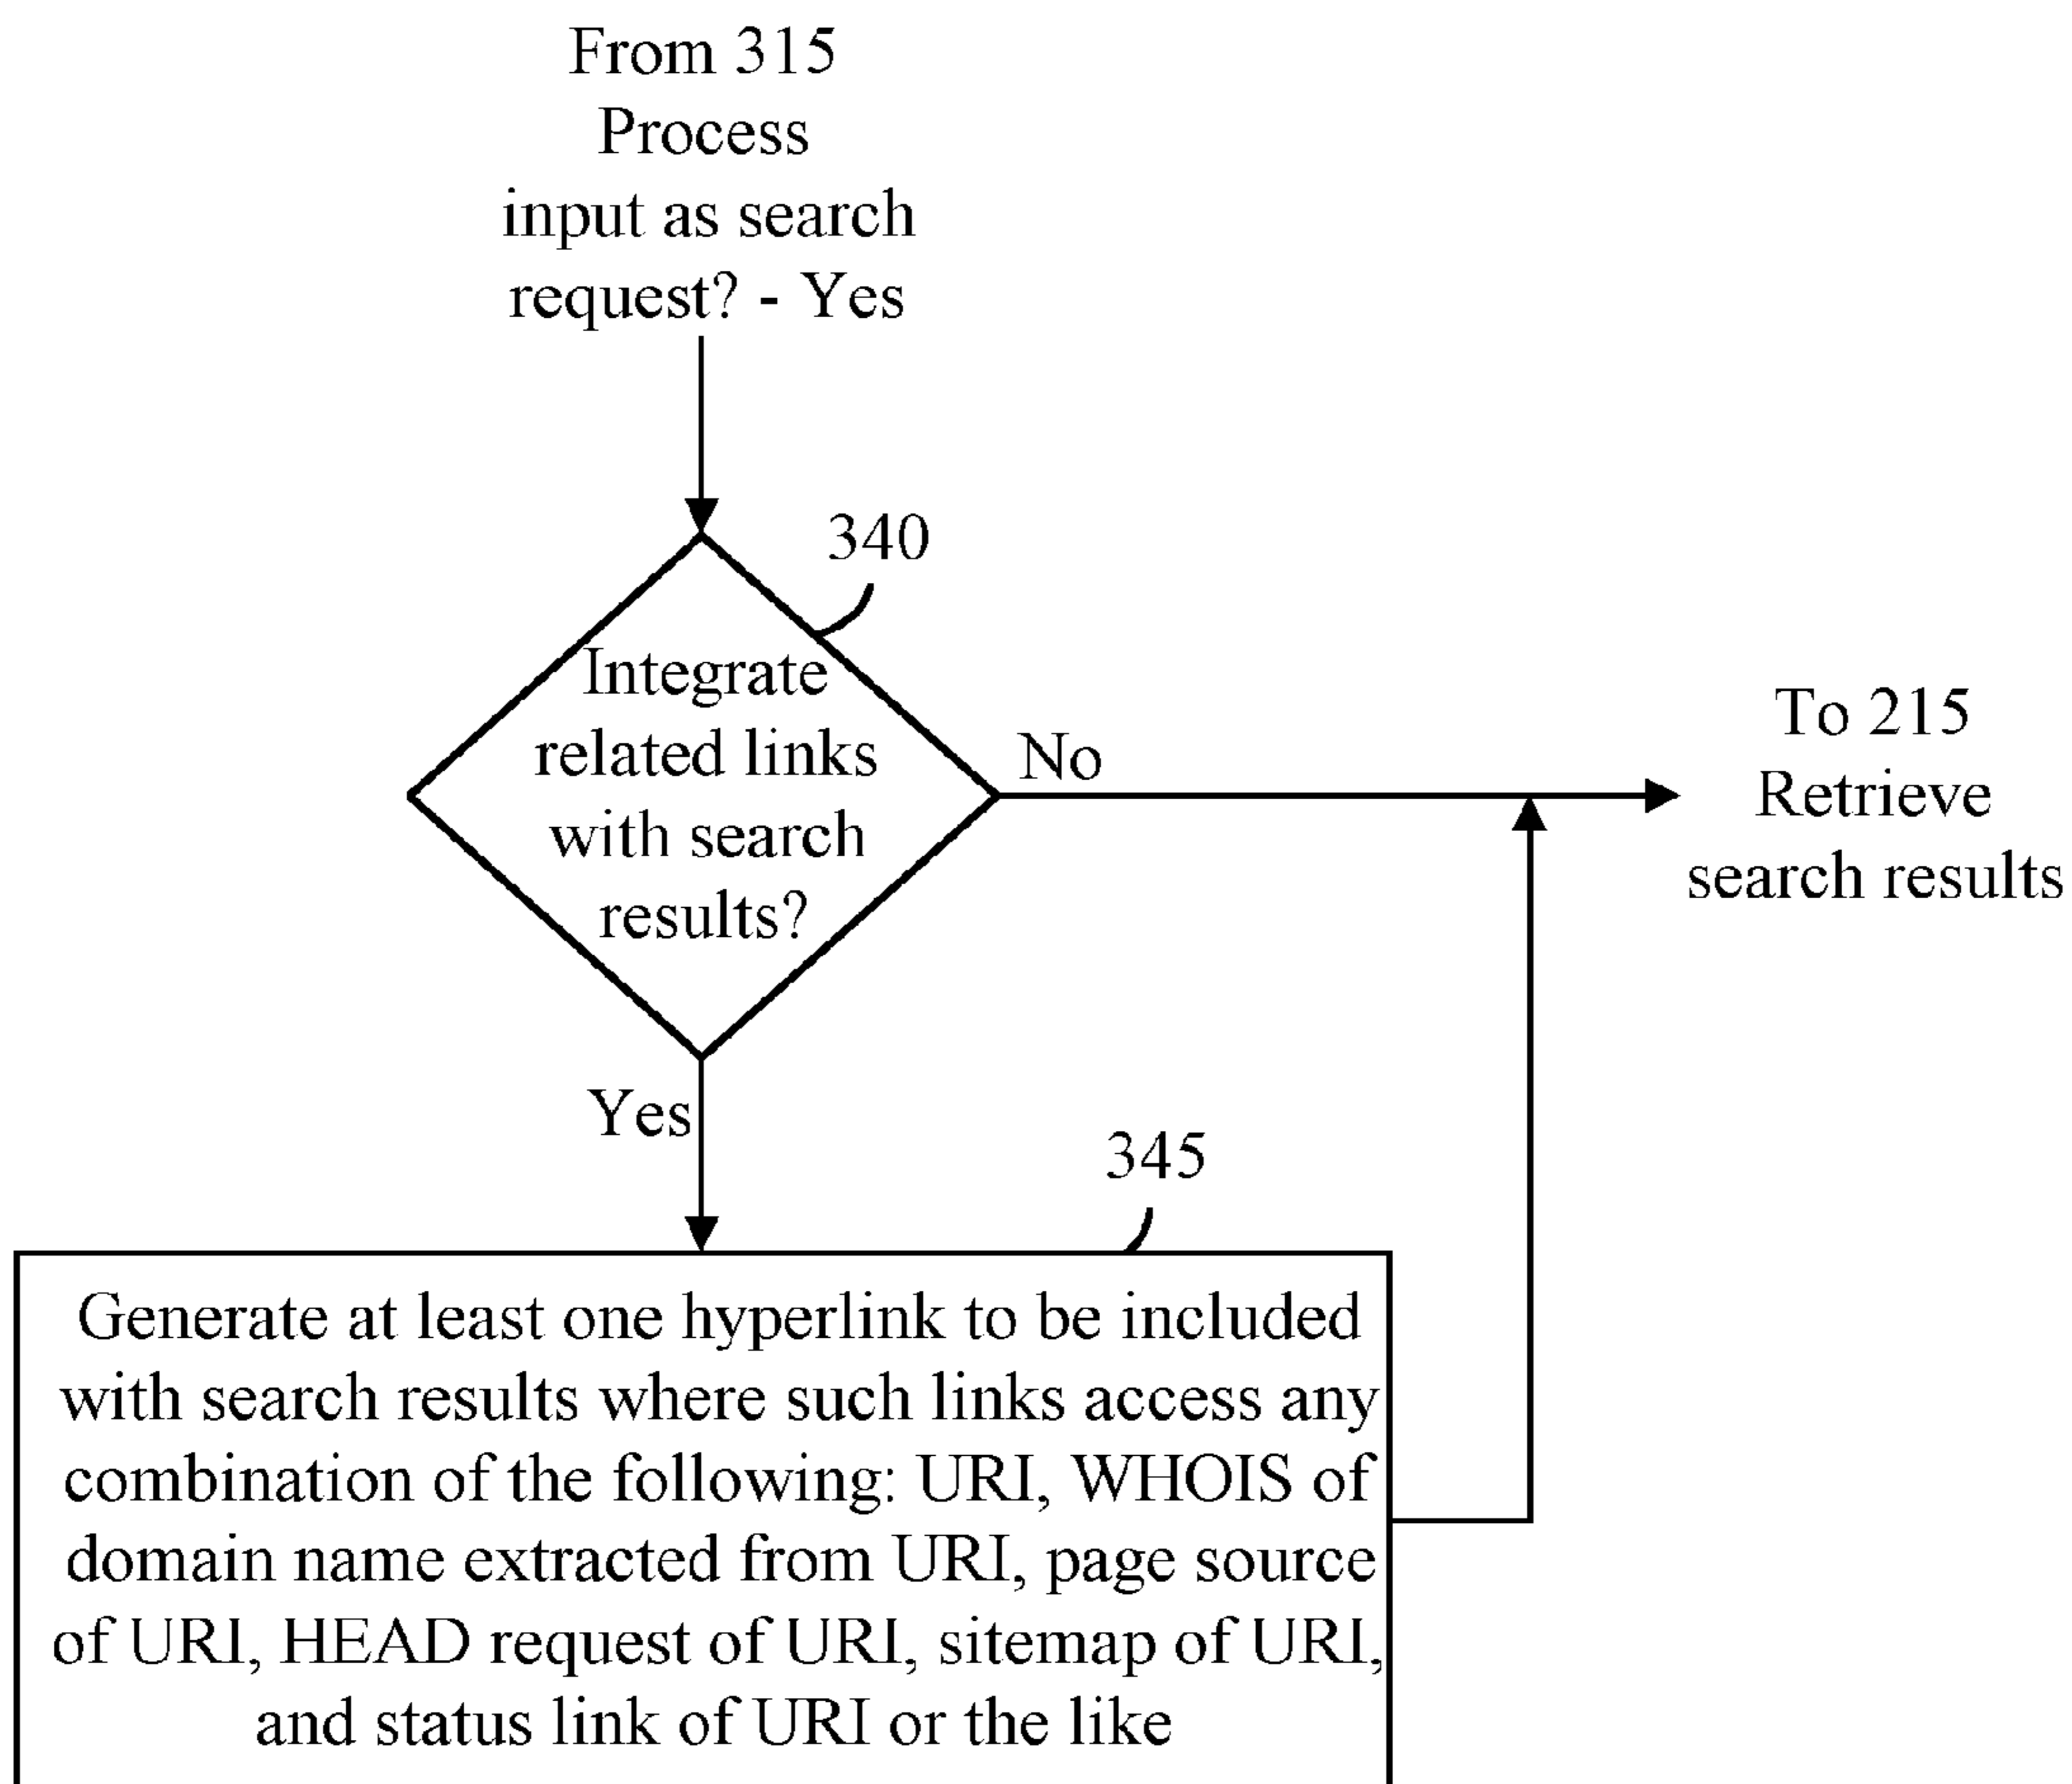 From 315
Process
input as search
request? - Yes
340
Integrate
related links
with search
results?
No
To 215
Retrieve
search results
Yes
345
Generate at least one hyperlink to be included
with search results where such links access any
combination of the following: URI, WHOIS of
domain name extracted from URI, page source
of URI, HEAD request of URI, sitemap of URI,
and status link of URI or the like